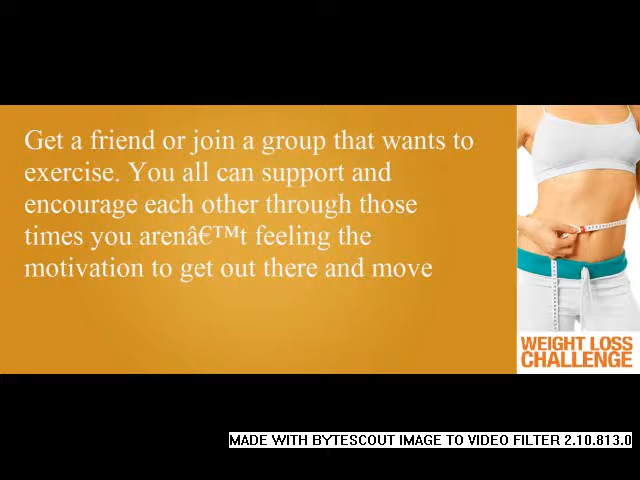 Get a friend or join a group that wants to
exercise. You all can support and
encourage each other through those
times you arenâ€™t feeling the
motivation to get out there and move
WEIGHT LOSS
CHALLENGE
MADE WITH BYTESCOUT IMAGE TO VIDEO FILTER 2.10.813.0